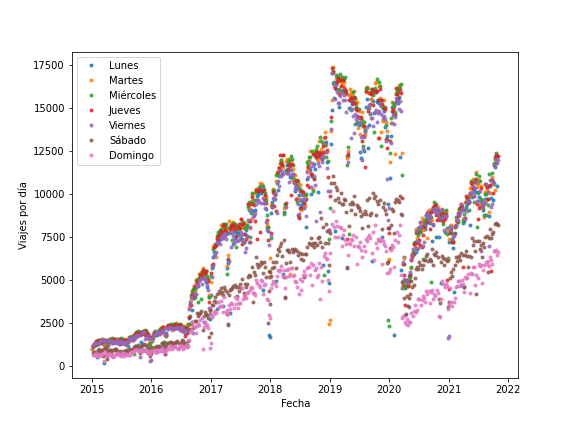 17500
15000
12500
10000
7500
5000
2500
0
Viajes por día
Lunes
Martes
Miércoles
Jueves
Viernes
Sábado
Domingo
2015 2016 2017 2018 2019 2020 2021 2022
Fecha